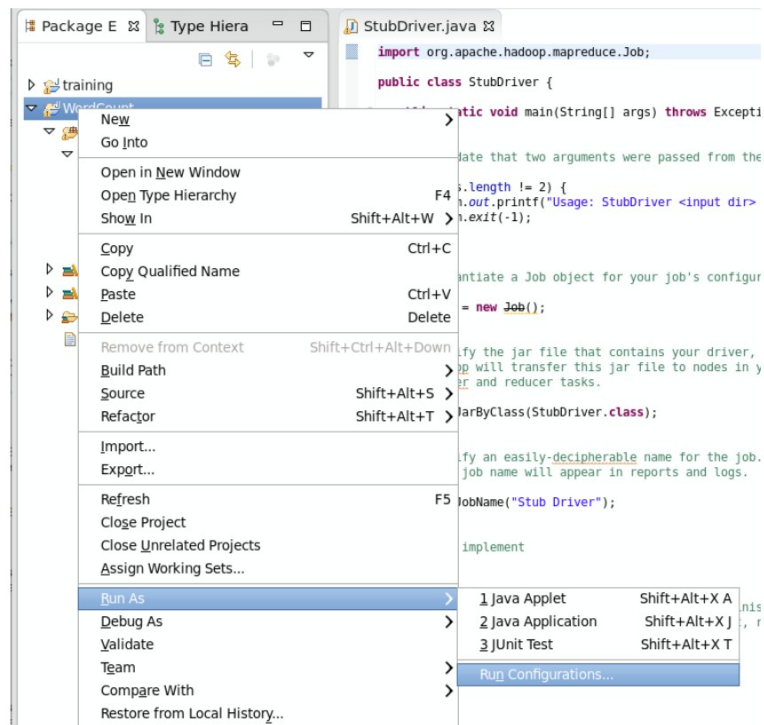 Package E
Type Hiera
StubDriver.java
training
WordCount
import org.apache.hadoop.mapreduce.Job;
public class StubDriver {
static void main(String[] args) throws Excepti
date that two arguments were passed from the
.length != 2) {
.out.printf("Usage: StubDriver <input dir>
.exit(-1);
antiate a Job object for your job's configur
= new Job();
ify the jar file that contains your driver,
op will transfer this jar file to nodes in y
er and reducer tasks.
JarByClass(StubDriver.class);
ify an easily-decipherable name for the job.
job name will appear in reports and logs.
JobName("Stub Driver");
implement
New
Go Into
Open in New Window
Open Type Hierarchy F4
Show In Shift+Alt+W
Copy Ctrl+C
Copy Qualified Name
Paste Ctrl+V
Delete Delete
Remove from Context Shift+Ctrl+Alt+Down
Build Path
Source Shift+Alt+S
Refactor Shift+Alt+T
Import...
Export...
Refresh F5
Close Project
Close Unrelated Projects
Assign Working Sets...
Run As
Debug As
Validate
Team
Compare With
Restore from Local History...
1 Java Applet Shift+Alt+X A
2 Java Application Shift+Alt+X J
3 JUnit Test Shift+Alt+X T
Run Configurations...